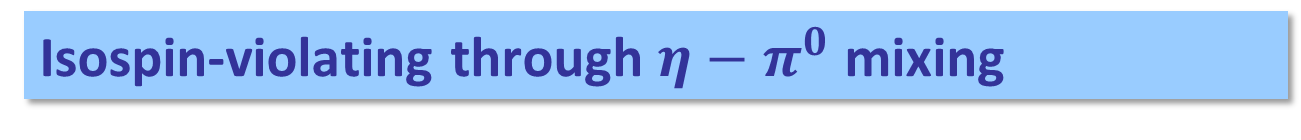 Isospin-violating through η − π⁰ mixing